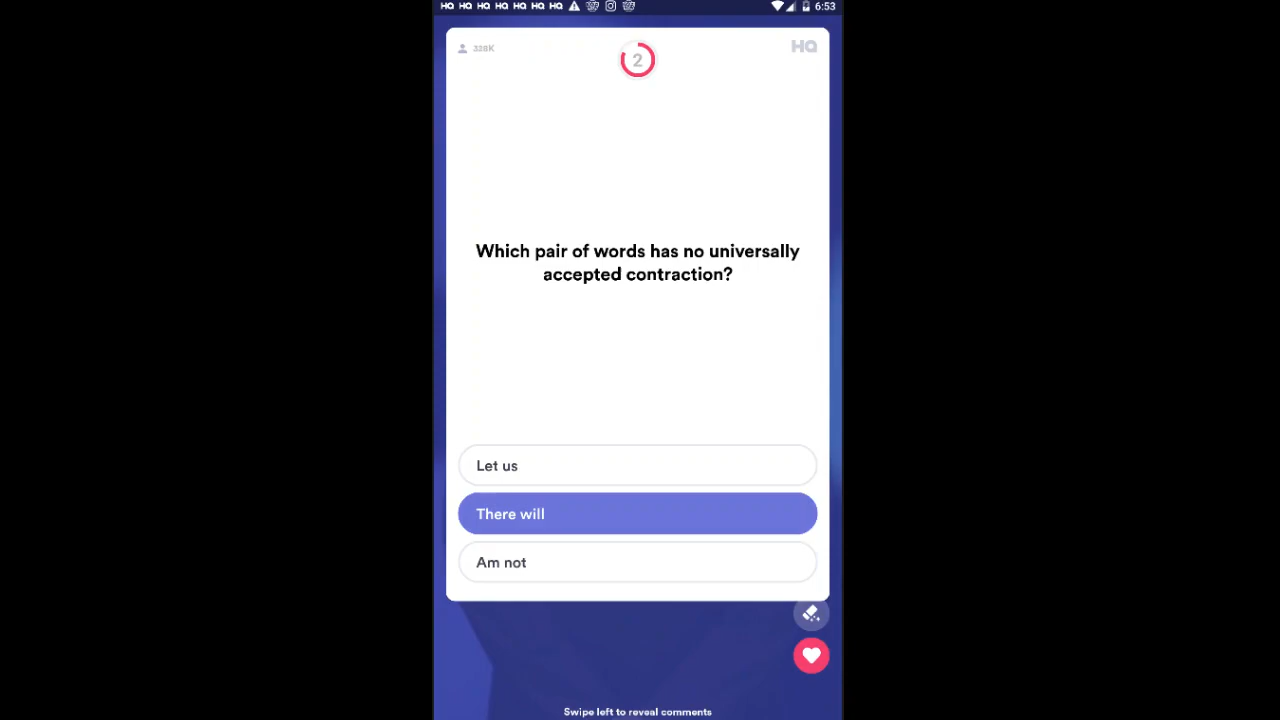 HQ HQ HQ HQ HQ HQ HQ 6:53
328K 2 HQ
Which pair of words has no universally
accepted contraction?
Let us
There will
Am not
Swipe left to reveal comments